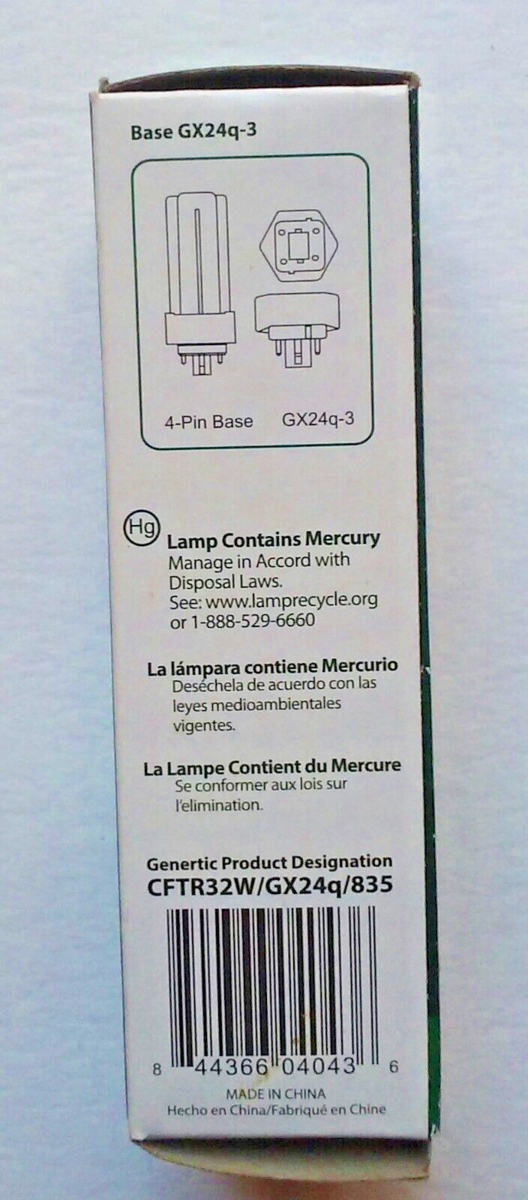 Base GX24q-3
4-Pin Base GX24q-3
Hg
Lamp Contains Mercury
Manage in Accord with
Disposal Laws.
See: www.lamprecycle.org
or 1-888-529-6660
La lámpara contiene Mercurio
Deséchela de acuerdo con las
leyes medioambientales
vigentes.
La Lampe Contient du Mercure
Se conformer aux lois sur
l'elimination.
Genertic Product Designation
CFTR32W/GX24q/835
8 44366 04043 6
MADE IN CHINA
Hecho en China/Fabriqué en Chine